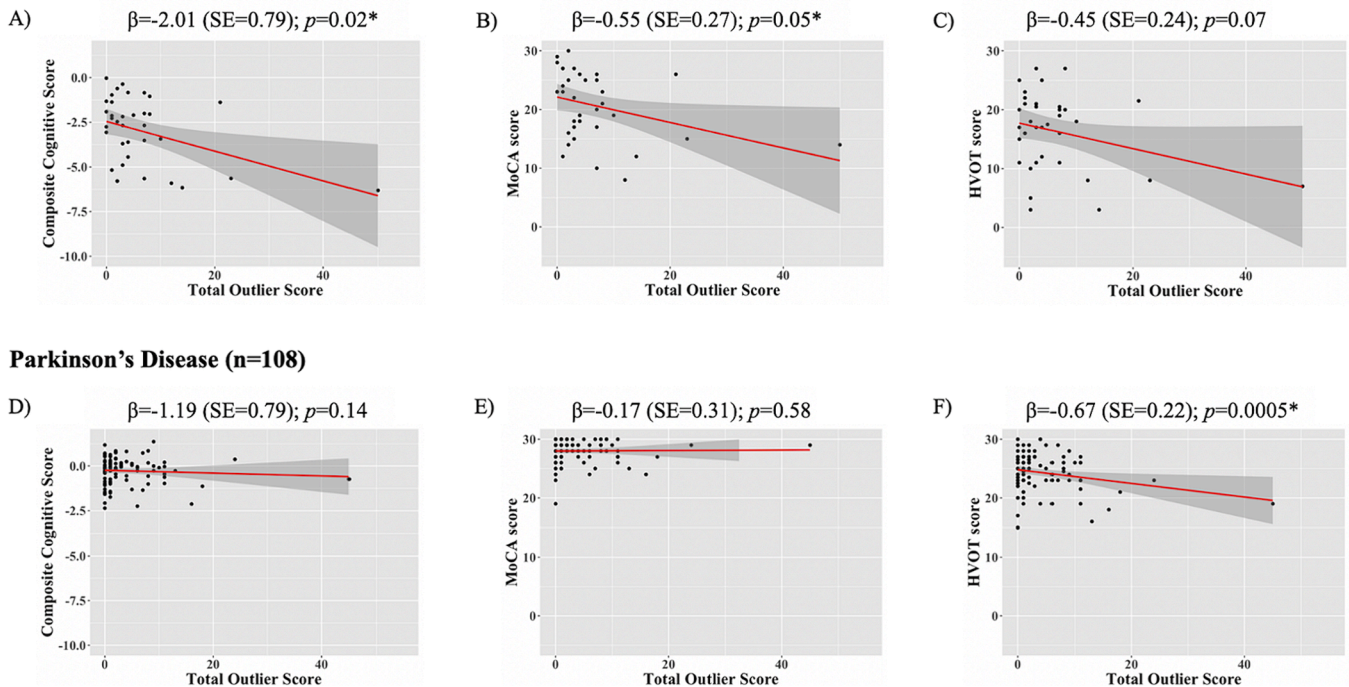 A) β=-2.01 (SE=0.79); p=0.02*
B) β=-0.55 (SE=0.27); p=0.05*
C) β=-0.45 (SE=0.24); p=0.07
Composite Cognitive Score
0.0
-2.5
-5.0
-7.5
-10.0
0 20 40
Total Outlier Score
MoCA score
30
20
10
0
0 20 40
Total Outlier Score
HVOT score
30
20
10
0
0 20 40
Total Outlier Score
Parkinson's Disease (n=108)
D) β=-1.19 (SE=0.79); p=0.14
E) β=-0.17 (SE=0.31); p=0.58
F) β=-0.67 (SE=0.22); p=0.0005*
Composite Cognitive Score
0.0
-2.5
-5.0
-7.5
-10.0
0 20 40
Total Outlier Score
MoCA score
30
20
10
0
0 20 40
Total Outlier Score
HVOT score
30
20
10
0
0 20 40
Total Outlier Score